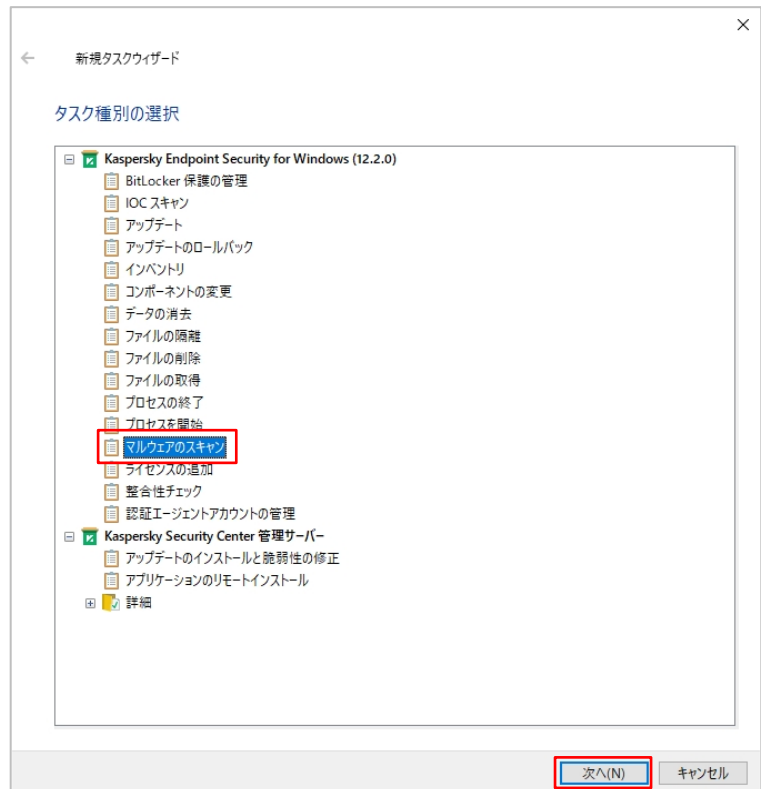 新規タスクウィザード
タスク種別の選択
Kaspersky Endpoint Security for Windows (12.2.0)
BitLocker 保護の管理
IOC スキャン
アップデート
アップデートのロールバック
インベントリ
コンポーネントの変更
データの消去
ファイルの隔離
ファイルの削除
ファイルの取得
プロセスの終了
プロセスを開始
マルウェアのスキャン
ライセンスの追加
整合性チェック
認証エージェントアカウントの管理
Kaspersky Security Center 管理サーバー
アップデートのインストールと脆弱性の修正
アプリケーションのリモートインストール
詳細
次へ(N)
キャンセル